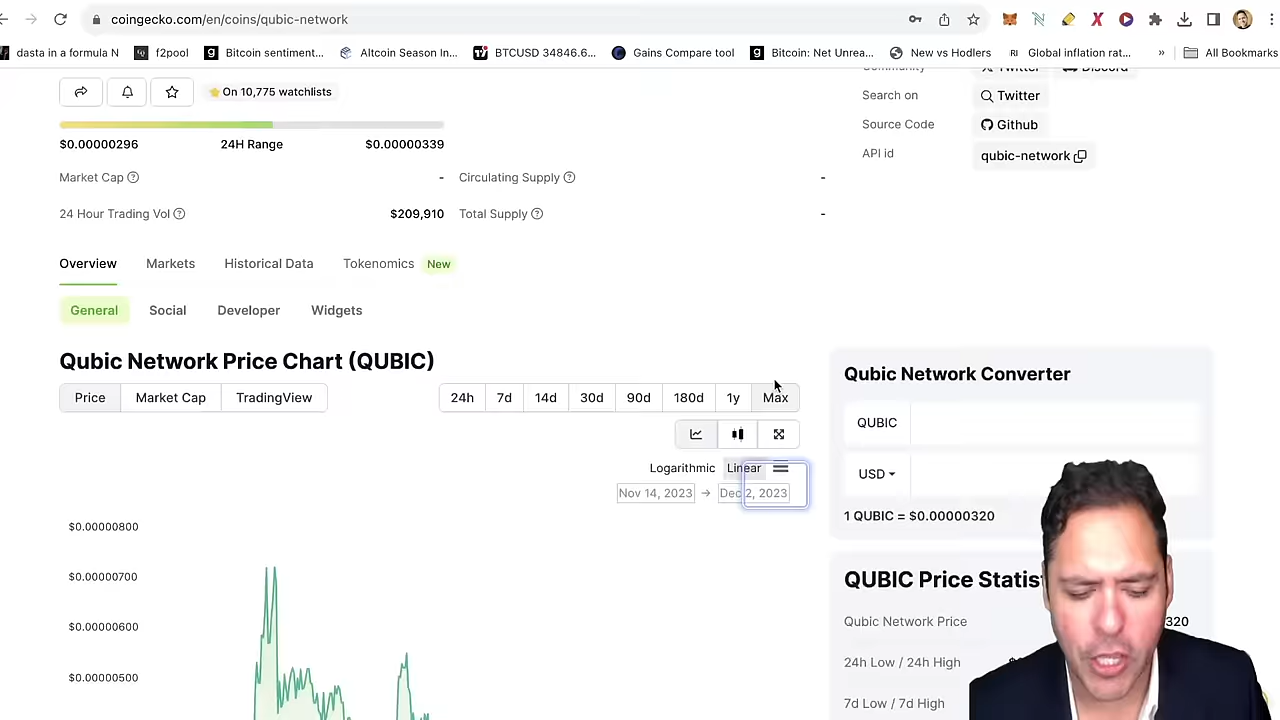 coingecko.com/en/coins/qubic-network
dasta in a formula N f2pool Bitcoin sentiment... Altcoin Season In... BTCUSD 34846.6... Gains Compare tool Bitcoin: Net Unrea... New vs Hodlers RI Global inflation rat... » All Bookmarks
Community Twitter Discord
On 10,775 watchlists
Search on Twitter
Source Code Github
$0.00000296 24H Range $0.00000339
API id qubic-network
Market Cap - Circulating Supply -
24 Hour Trading Vol $209,910 Total Supply -
Overview Markets Historical Data Tokenomics New
General Social Developer Widgets
Qubic Network Price Chart (QUBIC)
Price Market Cap TradingView 24h 7d 14d 30d 90d 180d 1y Max
Logarithmic Linear
Nov 14, 2023 → Dec 2, 2023
$0.00000800
$0.00000700
$0.00000600
$0.00000500
Qubic Network Converter
QUBIC
USD
1 QUBIC = $0.00000320
QUBIC Price Statis
Qubic Network Price 320
24h Low / 24h High
7d Low / 7d High